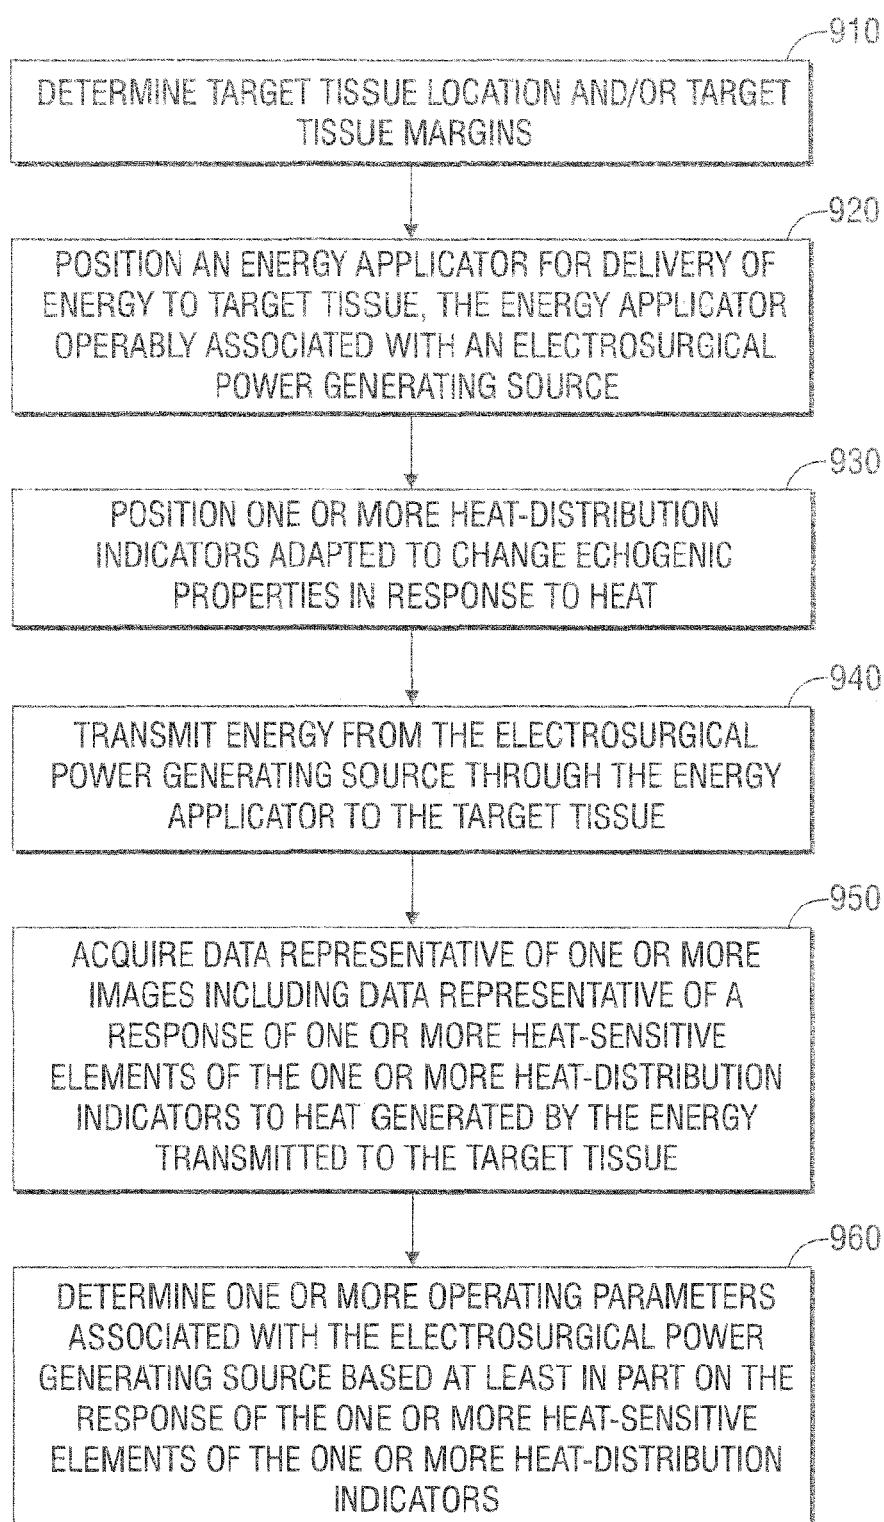 910
DETERMINE TARGET TISSUE LOCATION AND/OR TARGET
TISSUE MARGINS
920
POSITION AN ENERGY APPLICATOR FOR DELIVERY OF
ENERGY TO TARGET TISSUE, THE ENERGY APPLICATOR
OPERABLY ASSOCIATED WITH AN ELECTROSURGICAL
POWER GENERATING SOURCE
930
POSITION ONE OR MORE HEAT-DISTRIBUTION
INDICATORS ADAPTED TO CHANGE ECHOGENIC
PROPERTIES IN RESPONSE TO HEAT
940
TRANSMIT ENERGY FROM THE ELECTROSURGICAL
POWER GENERATING SOURCE THROUGH THE ENERGY
APPLICATOR TO THE TARGET TISSUE
950
ACQUIRE DATA REPRESENTATIVE OF ONE OR MORE
IMAGES INCLUDING DATA REPRESENTATIVE OF A
RESPONSE OF ONE OR MORE HEAT-SENSITIVE
ELEMENTS OF THE ONE OR MORE HEAT-DISTRIBUTION
INDICATORS TO HEAT GENERATED BY THE ENERGY
TRANSMITTED TO THE TARGET TISSUE
960
DETERMINE ONE OR MORE OPERATING PARAMETERS
ASSOCIATED WITH THE ELECTROSURGICAL POWER
GENERATING SOURCE BASED AT LEAST IN PART ON THE
RESPONSE OF THE ONE OR MORE HEAT-SENSITIVE
ELEMENTS OF THE ONE OR MORE HEAT-DISTRIBUTION
INDICATORS